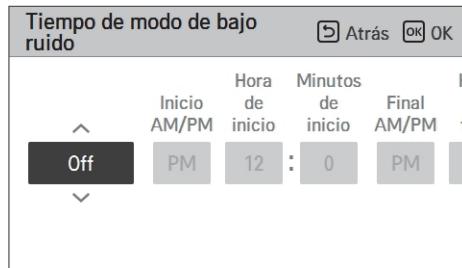 Tiempo de modo de bajo
ruido
Atrás OK OK
Inicio
AM/PM
Hora
de
inicio
Minutos
de
inicio
Final
AM/PM
Off
PM
12 : 0
PM